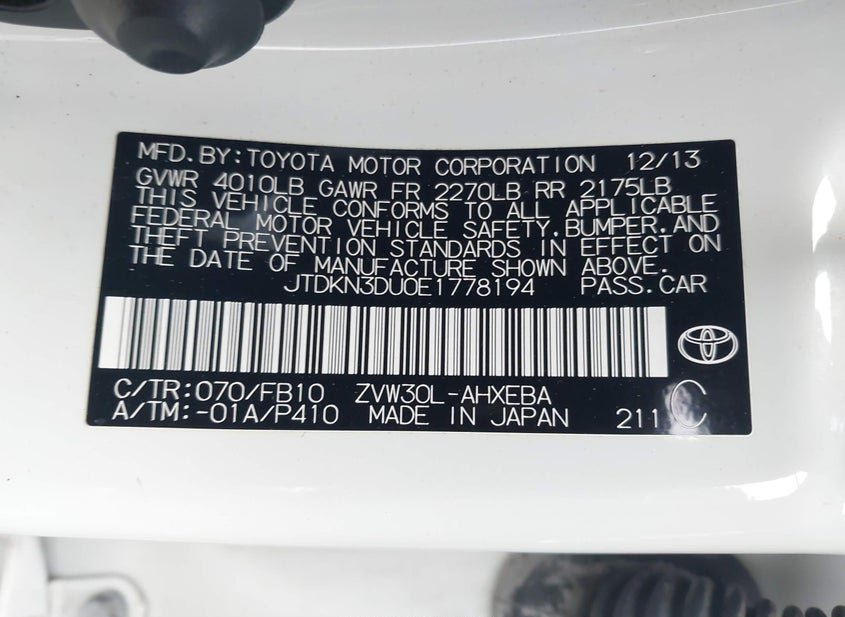 MFD.BY:TOYOTA MOTOR CORPORATION 12/13
GVWR 4010LB GAWR FR 2270LB RR 2175LB
THIS VEHICLE CONFORMS TO ALL APPLICABLE
FEDERAL MOTOR VEHICLE SAFETY,BUMPER,AND
THEFT PREVENTION STANDARDS IN EFFECT ON
THE DATE OF MANUFACTURE SHOWN ABOVE.
JTDKN3DU0E1778194 PASS.CAR
C/TR:070/FB10 ZVW30L-AHXEBA
A/TM:-01A/P410 MADE IN JAPAN 211 C